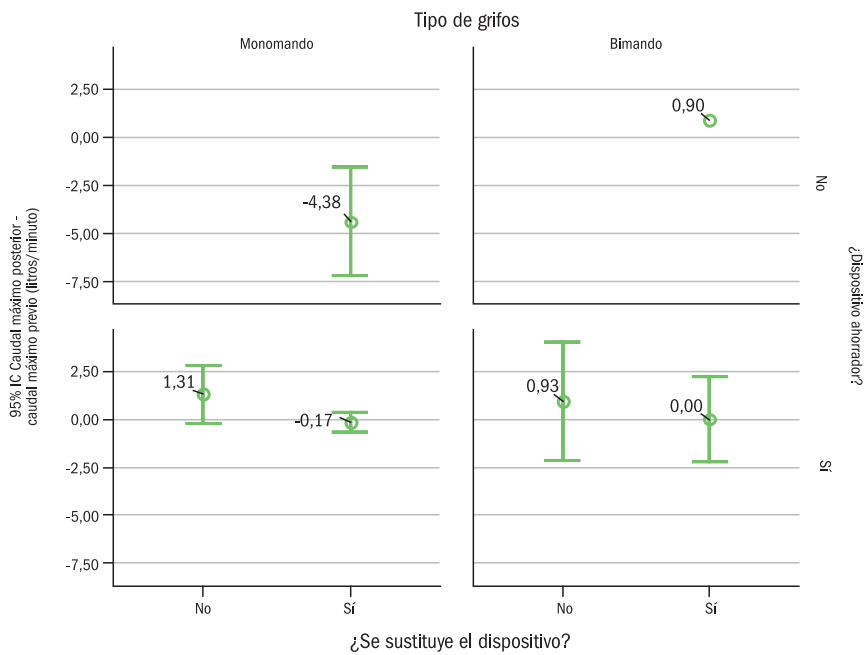 Tipo de grifos
Monomando
Bimando
2,50
0,00
-2,50
-5,00
-7,50
-4,38
0,90
No
2,50
0,00
-2,50
-5,00
-7,50
1,31
-0,17
0,93
0,00
Sí
No
Sí
No
Sí
¿Se sustituye el dispositivo?
95% IC Caudal máximo posterior -
caudal máximo previo (litros/minuto)
¿Dispositivo ahorrador?